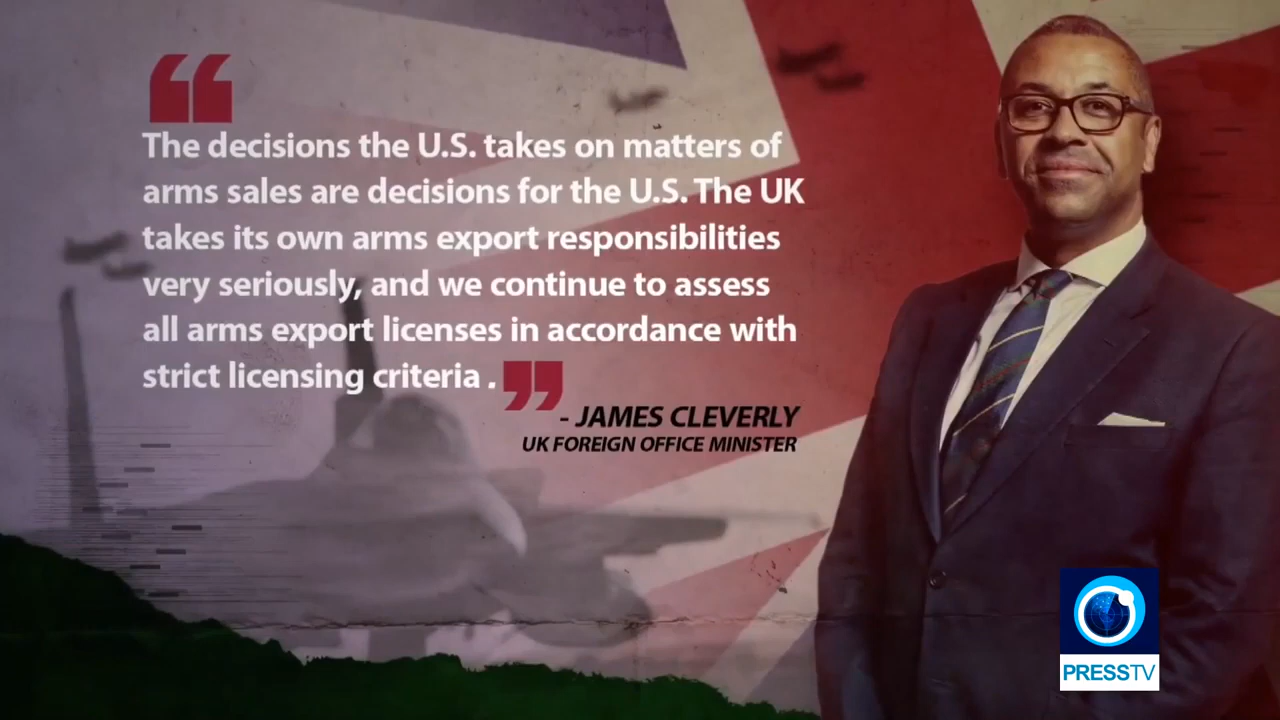 “
The decisions the U.S. takes on matters of
arms sales are decisions for the U.S. The UK
takes its own arms export responsibilities
very seriously, and we continue to assess
all arms export licenses in accordance with
strict licensing criteria . ”
- JAMES CLEVERLY
UK FOREIGN OFFICE MINISTER
PRESSTV